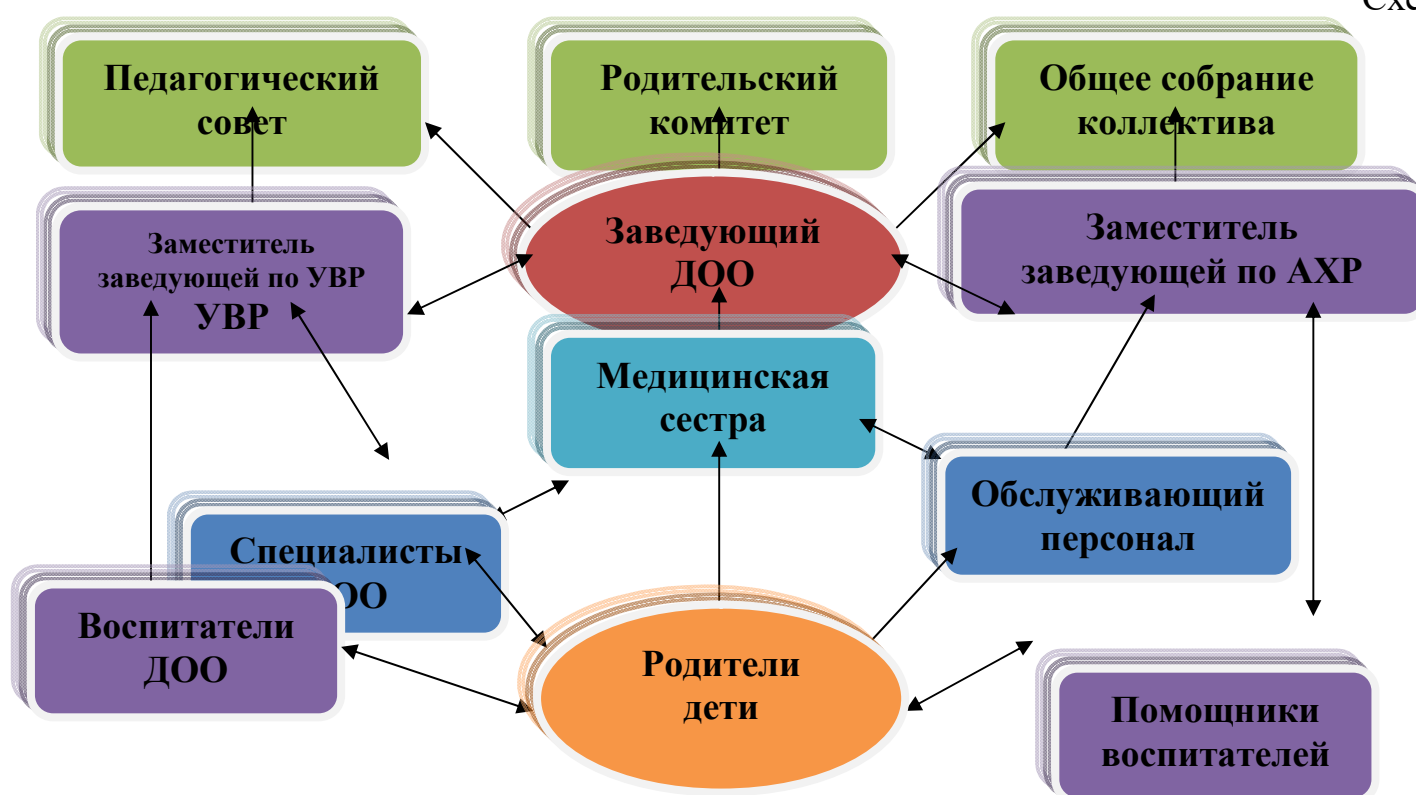 Схе
Педагогический
совет
Родительский
комитет
Общее собрание
коллектива
Заместитель
заведующей по УВР
УВР
Заведующий
ДОО
Заместитель
заведующей по АХР
Медицинская
сестра
Обслуживающий
персонал
Специалисты
ОО
Воспитатели
ДОО
Родители
дети
Помощники
воспитателей